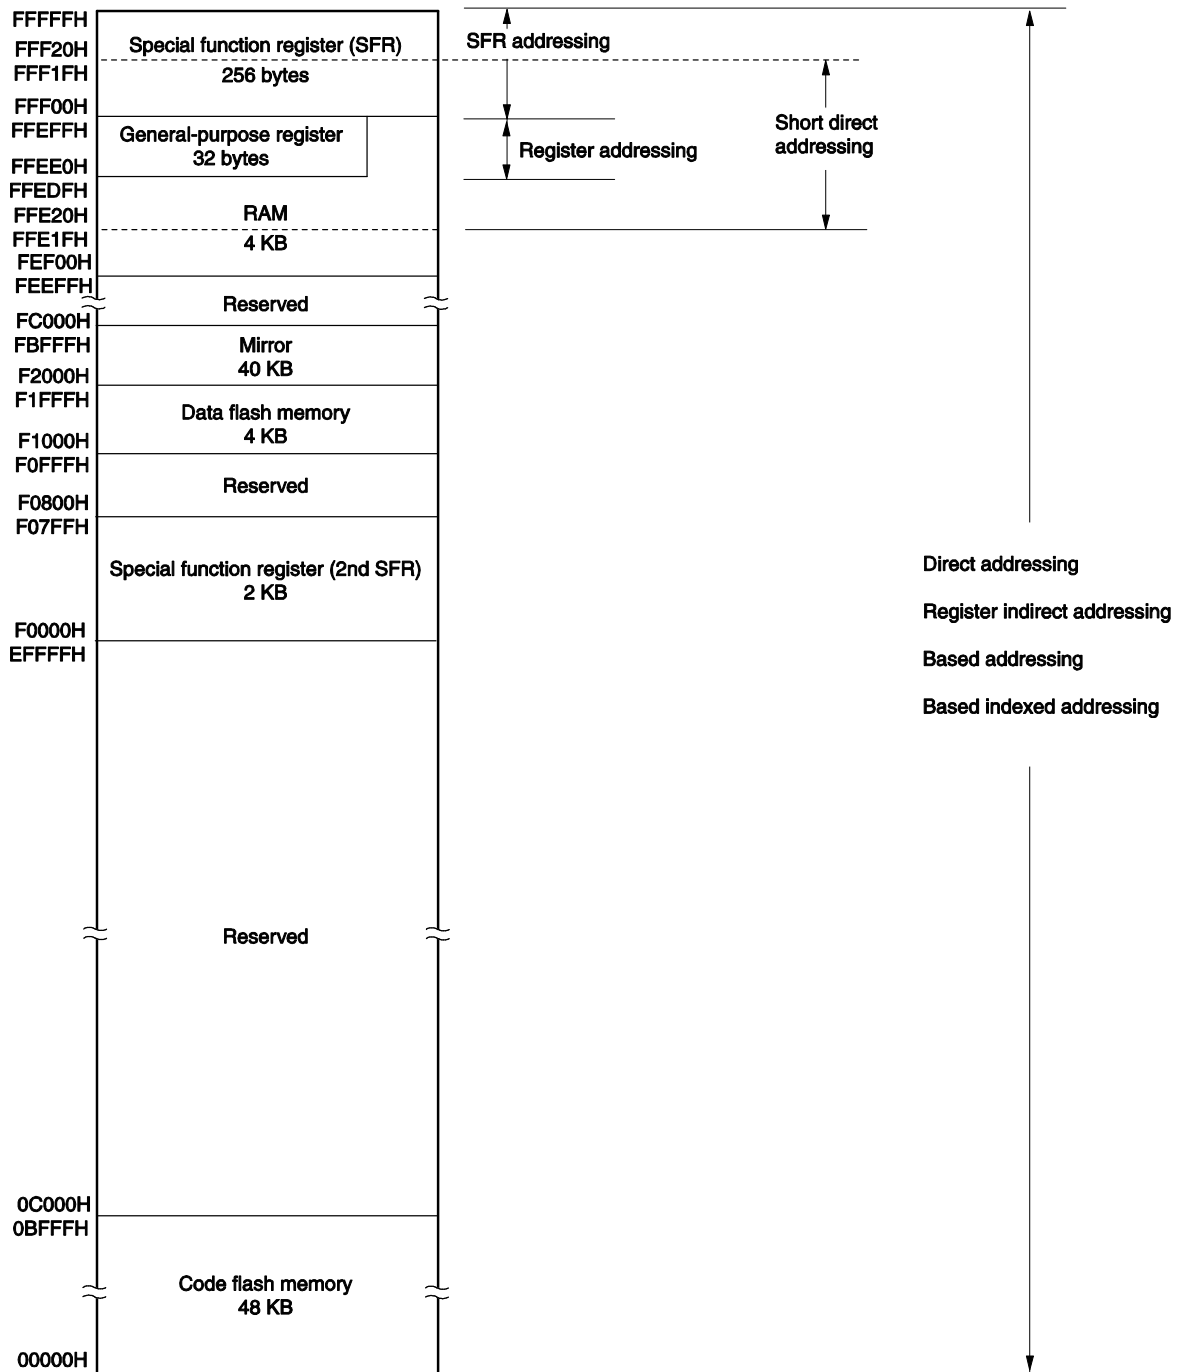 FFFFFH
FFF20H
FFF1FH
FFF00H
FFEFFH
FFEE0H
FFEDFH
FFE20H
FFE1FH
FEF00H
FEEFFH
FC000H
FBFFFH
F2000H
F1FFFH
F1000H
F0FFFH
F0800H
F07FFH
F0000H
EFFFFH
0C000H
0BFFFH
00000H
Special function register (SFR)
256 bytes
General-purpose register
32 bytes
RAM
4 KB
Reserved
Mirror
40 KB
Data flash memory
4 KB
Reserved
Special function register (2nd SFR)
2 KB
Reserved
Code flash memory
48 KB
SFR addressing
Register addressing
Short direct
addressing
Direct addressing
Register indirect addressing
Based addressing
Based indexed addressing